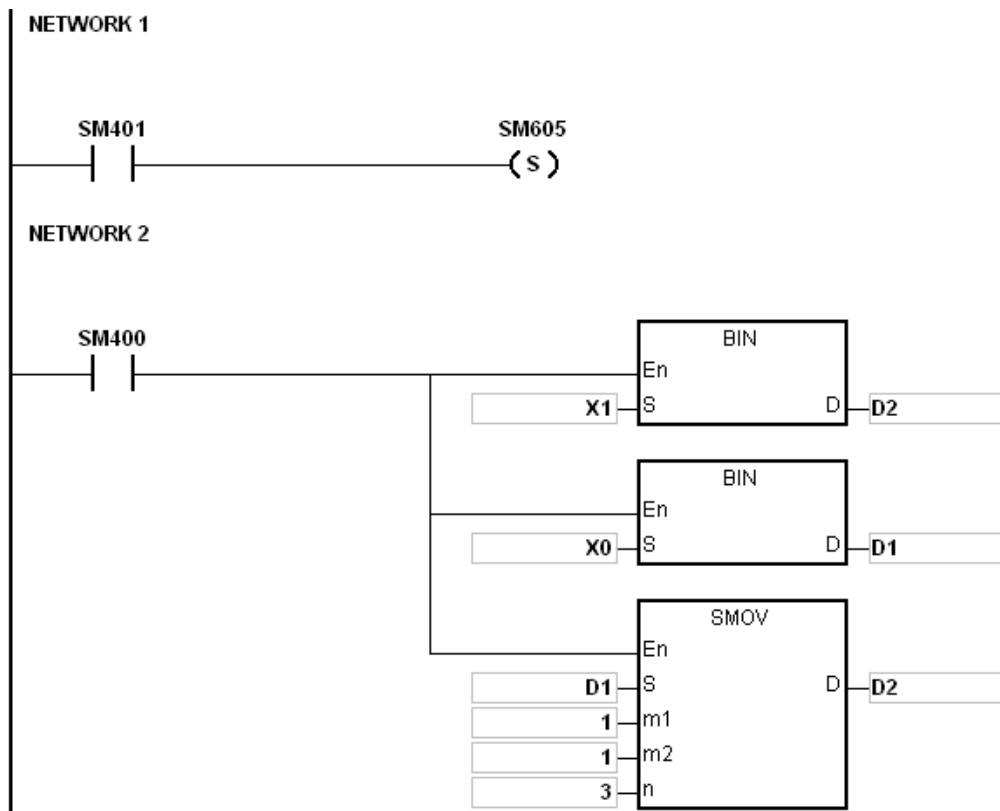 NETWORK 1
SM401 SM605
( S )
NETWORK 2
SM400
BIN
En
X1 S D D2
BIN
En
X0 S D D1
SMOV
En
D1 S D D2
1 m1
1 m2
3 n